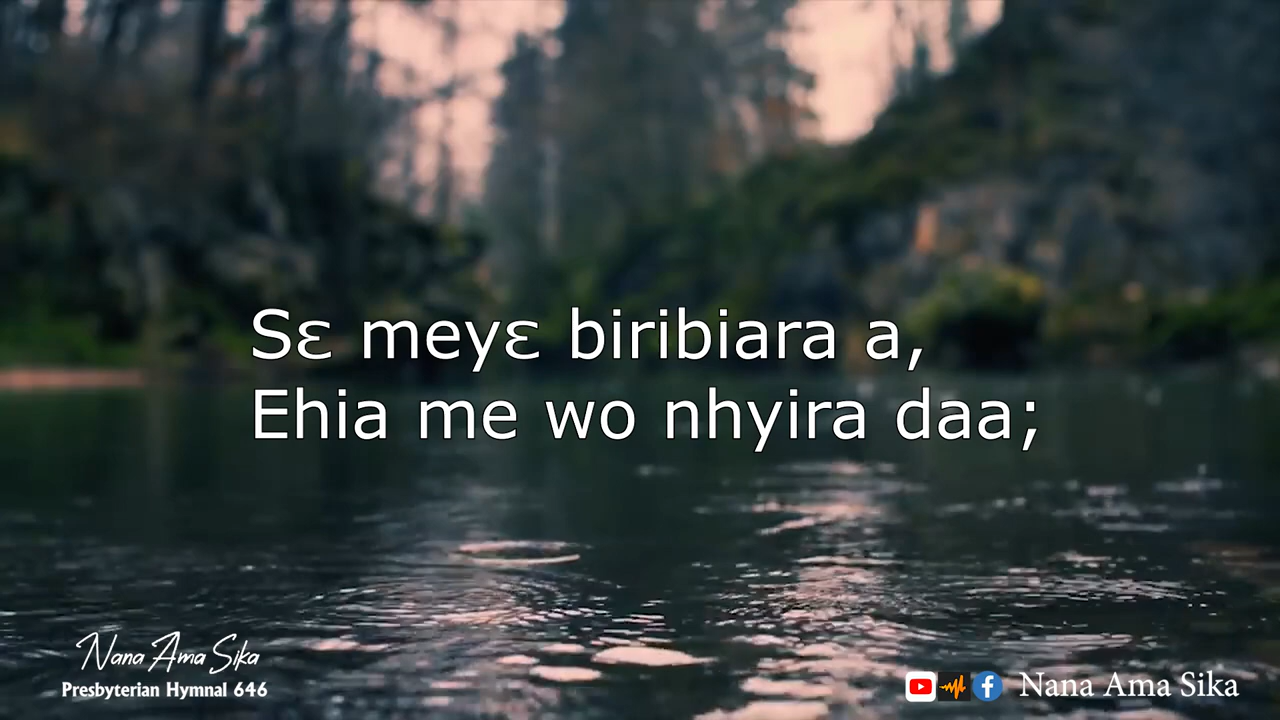 Sɛ meyɛ biribiara a,
Ehia me wo nhyira daa;
Nana Ama Sika
Presbyterian Hymnal 646
Nana Ama Sika